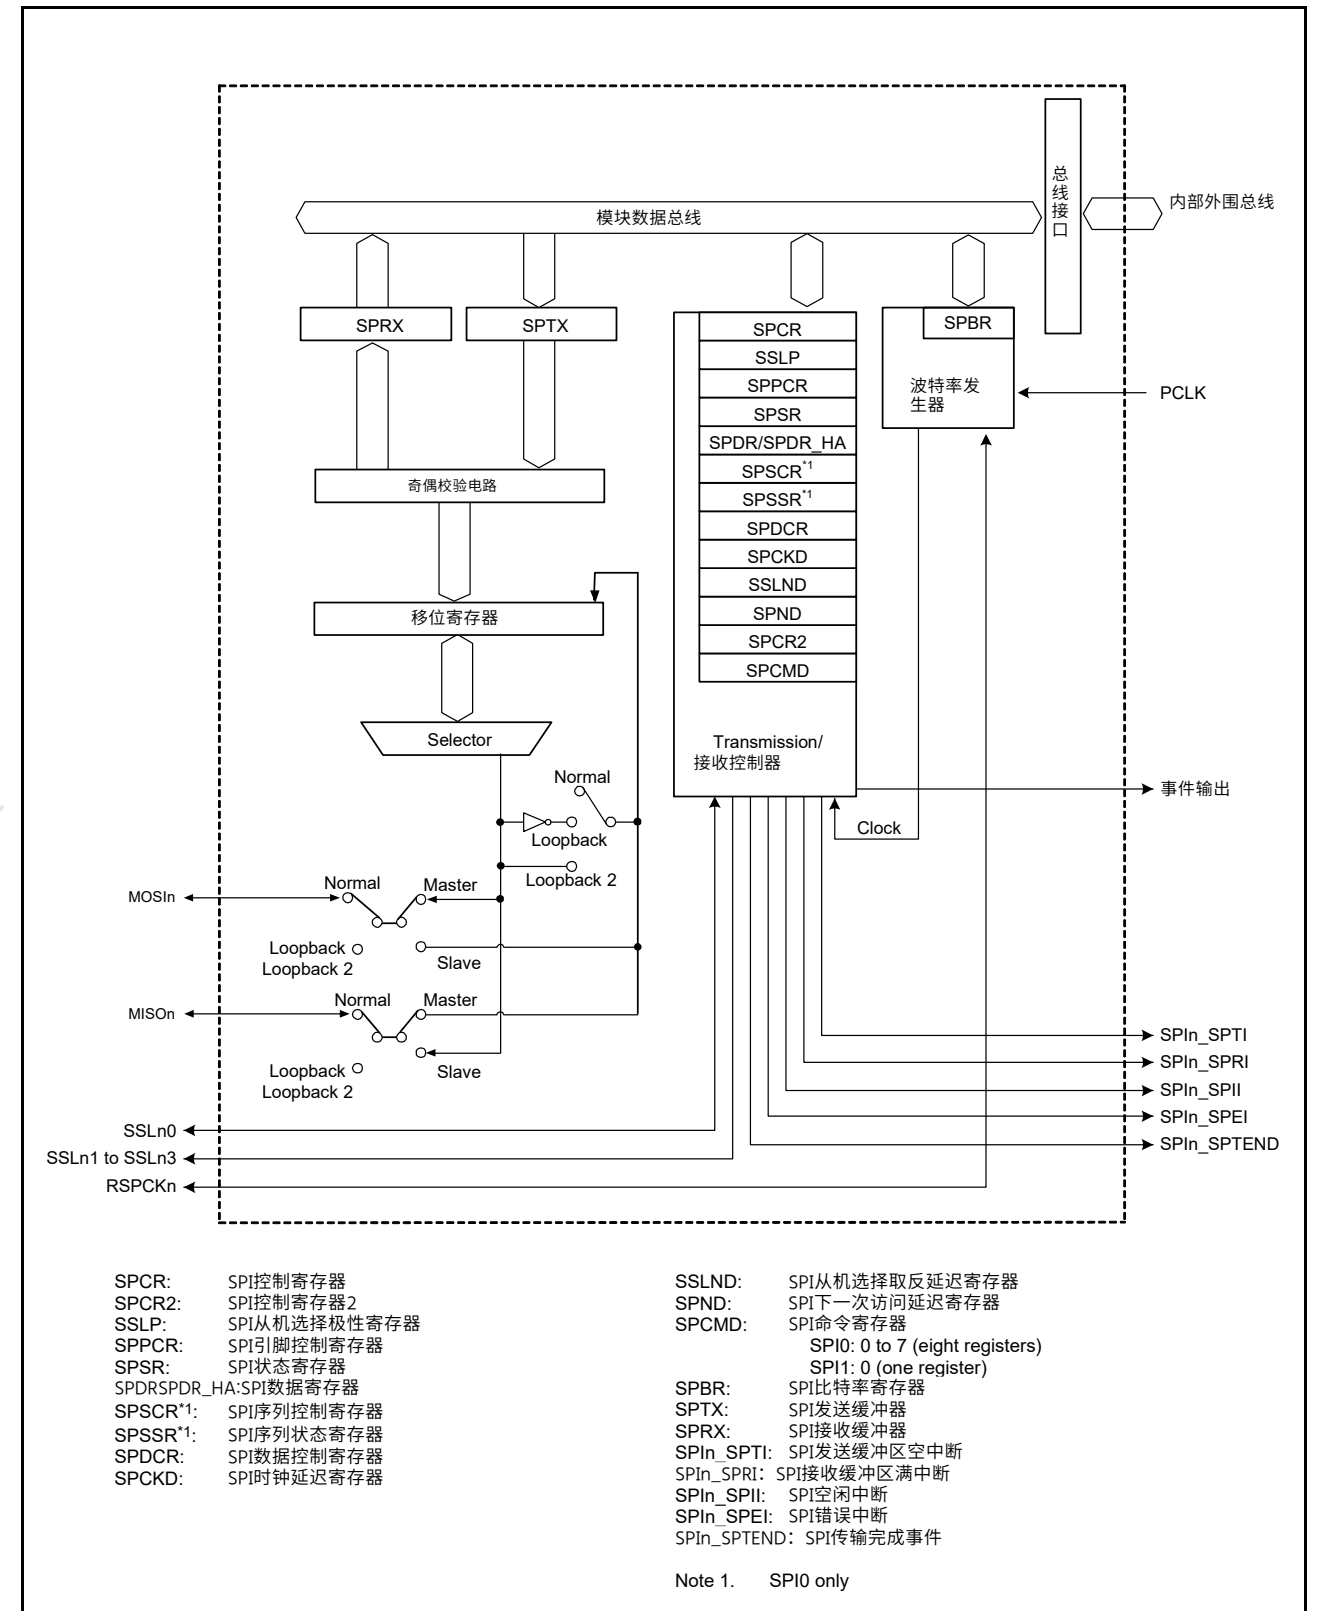 总线接口
内部外围总线
模块数据总线
SPRX
SPTX
SPBR
波特率发
生器
PCLK
SPCR
SSLP
SPPCR
SPSR
SPDR/SPDR_HA
SPSCR*1
SPSSR*1
SPDCR
SPCKD
SSLND
SPND
SPCR2
SPCMD
Transmission/
接收控制器
奇偶校验电路
移位寄存器
Selector
Normal
Loopback
Loopback 2
事件输出
Clock
MOSIn
Normal
Master
Loopback
Loopback 2
Slave
MISOn
Normal
Master
Loopback
Loopback 2
Slave
SSLn0
SSLn1 to SSLn3
RSPCKn
SPIn_SPTI
SPIn_SPRI
SPIn_SPII
SPIn_SPEI
SPIn_SPTEND
SPCR: SPI控制寄存器
SPCR2: SPI控制寄存器2
SSLP: SPI从机选择极性寄存器
SPPCR: SPI引脚控制寄存器
SPSR: SPI状态寄存器
SPDRSPDR_HA:SPI数据寄存器
SPSCR*1: SPI序列控制寄存器
SPSSR*1: SPI序列状态寄存器
SPDCR: SPI数据控制寄存器
SPCKD: SPI时钟延迟寄存器
SSLND: SPI从机选择取反延迟寄存器
SPND: SPI下一次访问延迟寄存器
SPCMD: SPI命令寄存器
SPI0: 0 to 7 (eight registers)
SPI1: 0 (one register)
SPBR: SPI比特率寄存器
SPTX: SPI发送缓冲器
SPRX: SPI接收缓冲器
SPIn_SPTI: SPI发送缓冲区空中断
SPIn_SPRI：SPI接收缓冲区满中断
SPIn_SPII: SPI空闲中断
SPIn_SPEI: SPI错误中断
SPIn_SPTEND：SPI传输完成事件
Note 1. SPI0 only